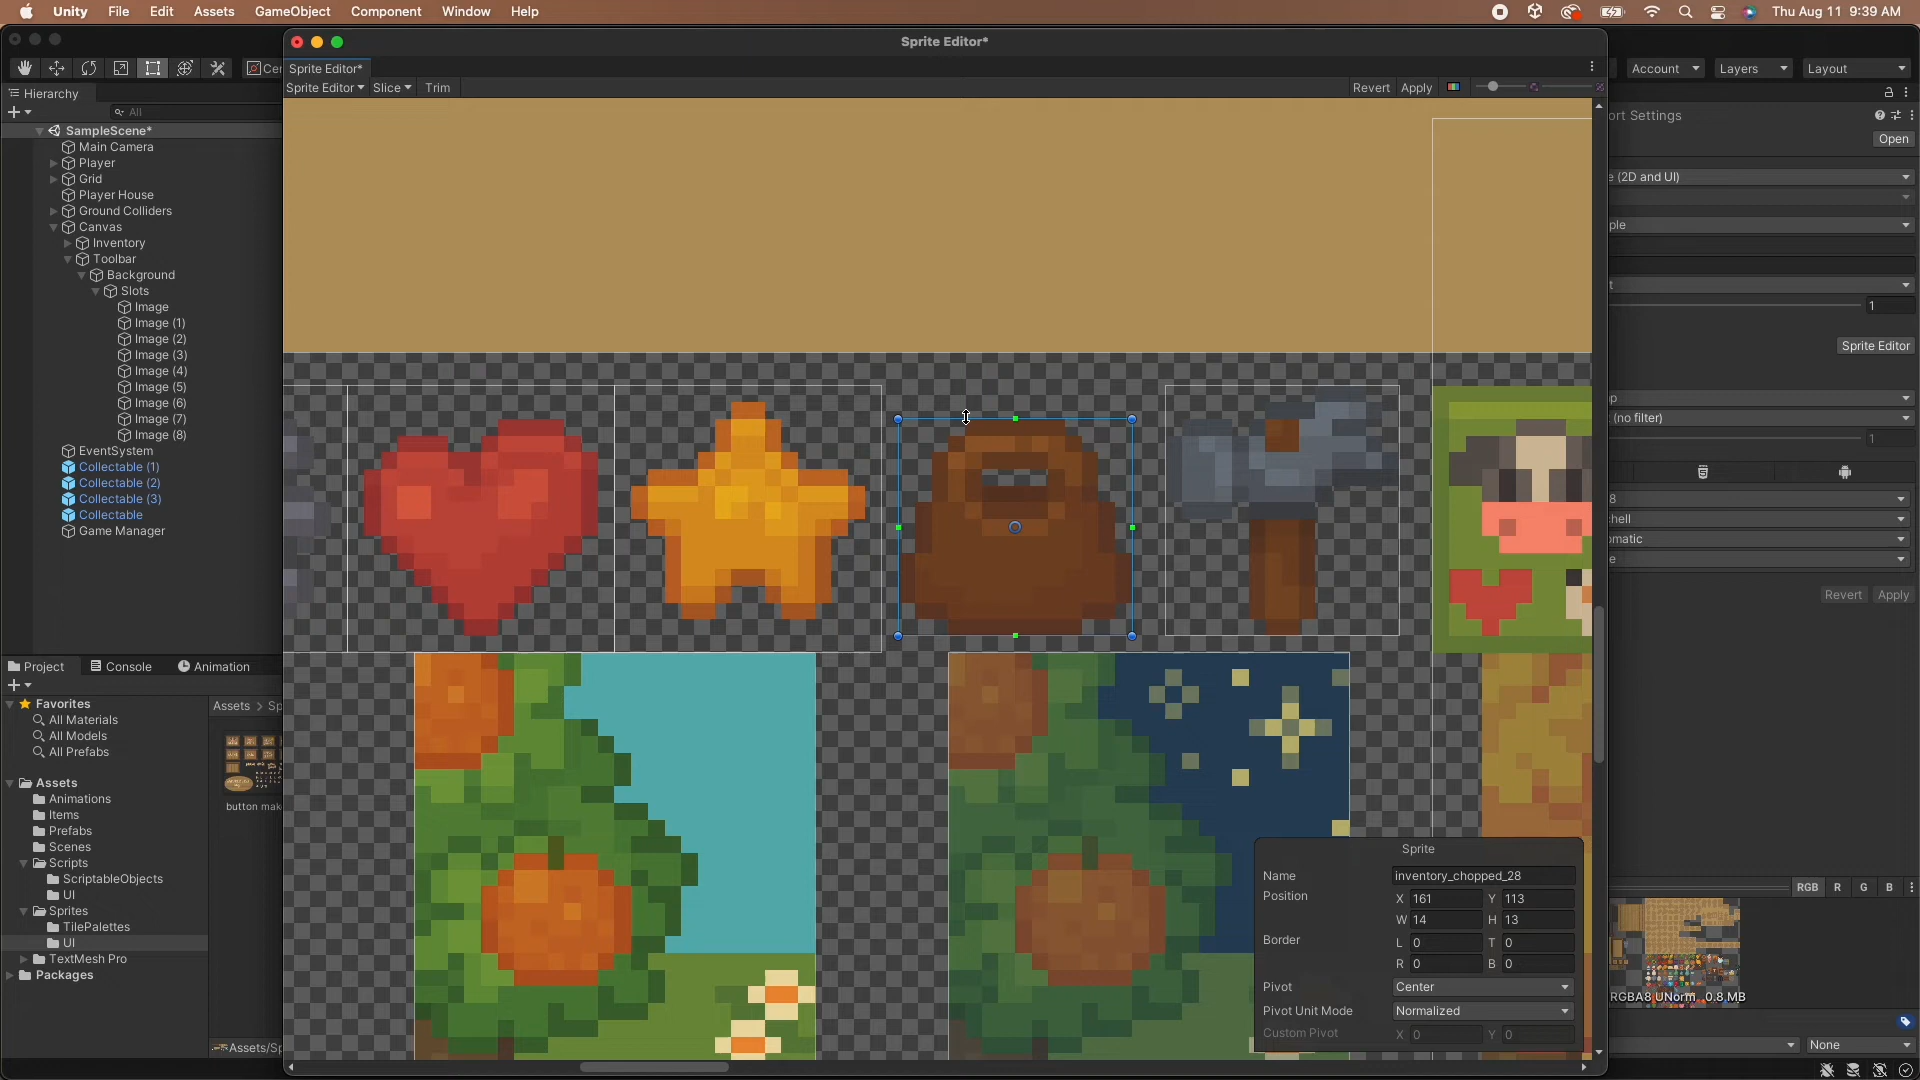 Unity File Edit Assets GameObject Component Window Help
Thu Aug 11 9:39 AM
Sprite Editor*
Sprite Editor*
Account Layers Layout
Hierarchy
Sprite Editor Slice Trim
Revert Apply
All
ort Settings
Open
SampleScene*
Main Camera
Player
Grid
Player House
Ground Colliders
Canvas
Inventory
Toolbar
Background
Slots
Image
Image (1)
Image (2)
Image (3)
Image (4)
Image (5)
Image (6)
Image (7)
Image (8)
EventSystem
Collectable (1)
Collectable (2)
Collectable (3)
Collectable
Game Manager
e (2D and UI)
ple
t
1
Sprite Editor
p
(no filter)
1
8
hell
omatic
e
Revert Apply
Project Console Animation
Favorites
All Materials
All Models
All Prefabs
Assets
Animations
Items
Prefabs
Scenes
Scripts
ScriptableObjects
UI
Sprites
TilePalettes
UI
TextMesh Pro
Packages
Assets > Sp
button mak
Assets/Sp
Sprite
Name inventory_chopped_28
Position X 161 Y 113
W 14 H 13
Border L 0 T 0
R 0 B 0
Pivot Center
Pivot Unit Mode Normalized
Custom Pivot X 0 Y 0
RGB R G B
RGBA8 UNorm 0.8 MB
None